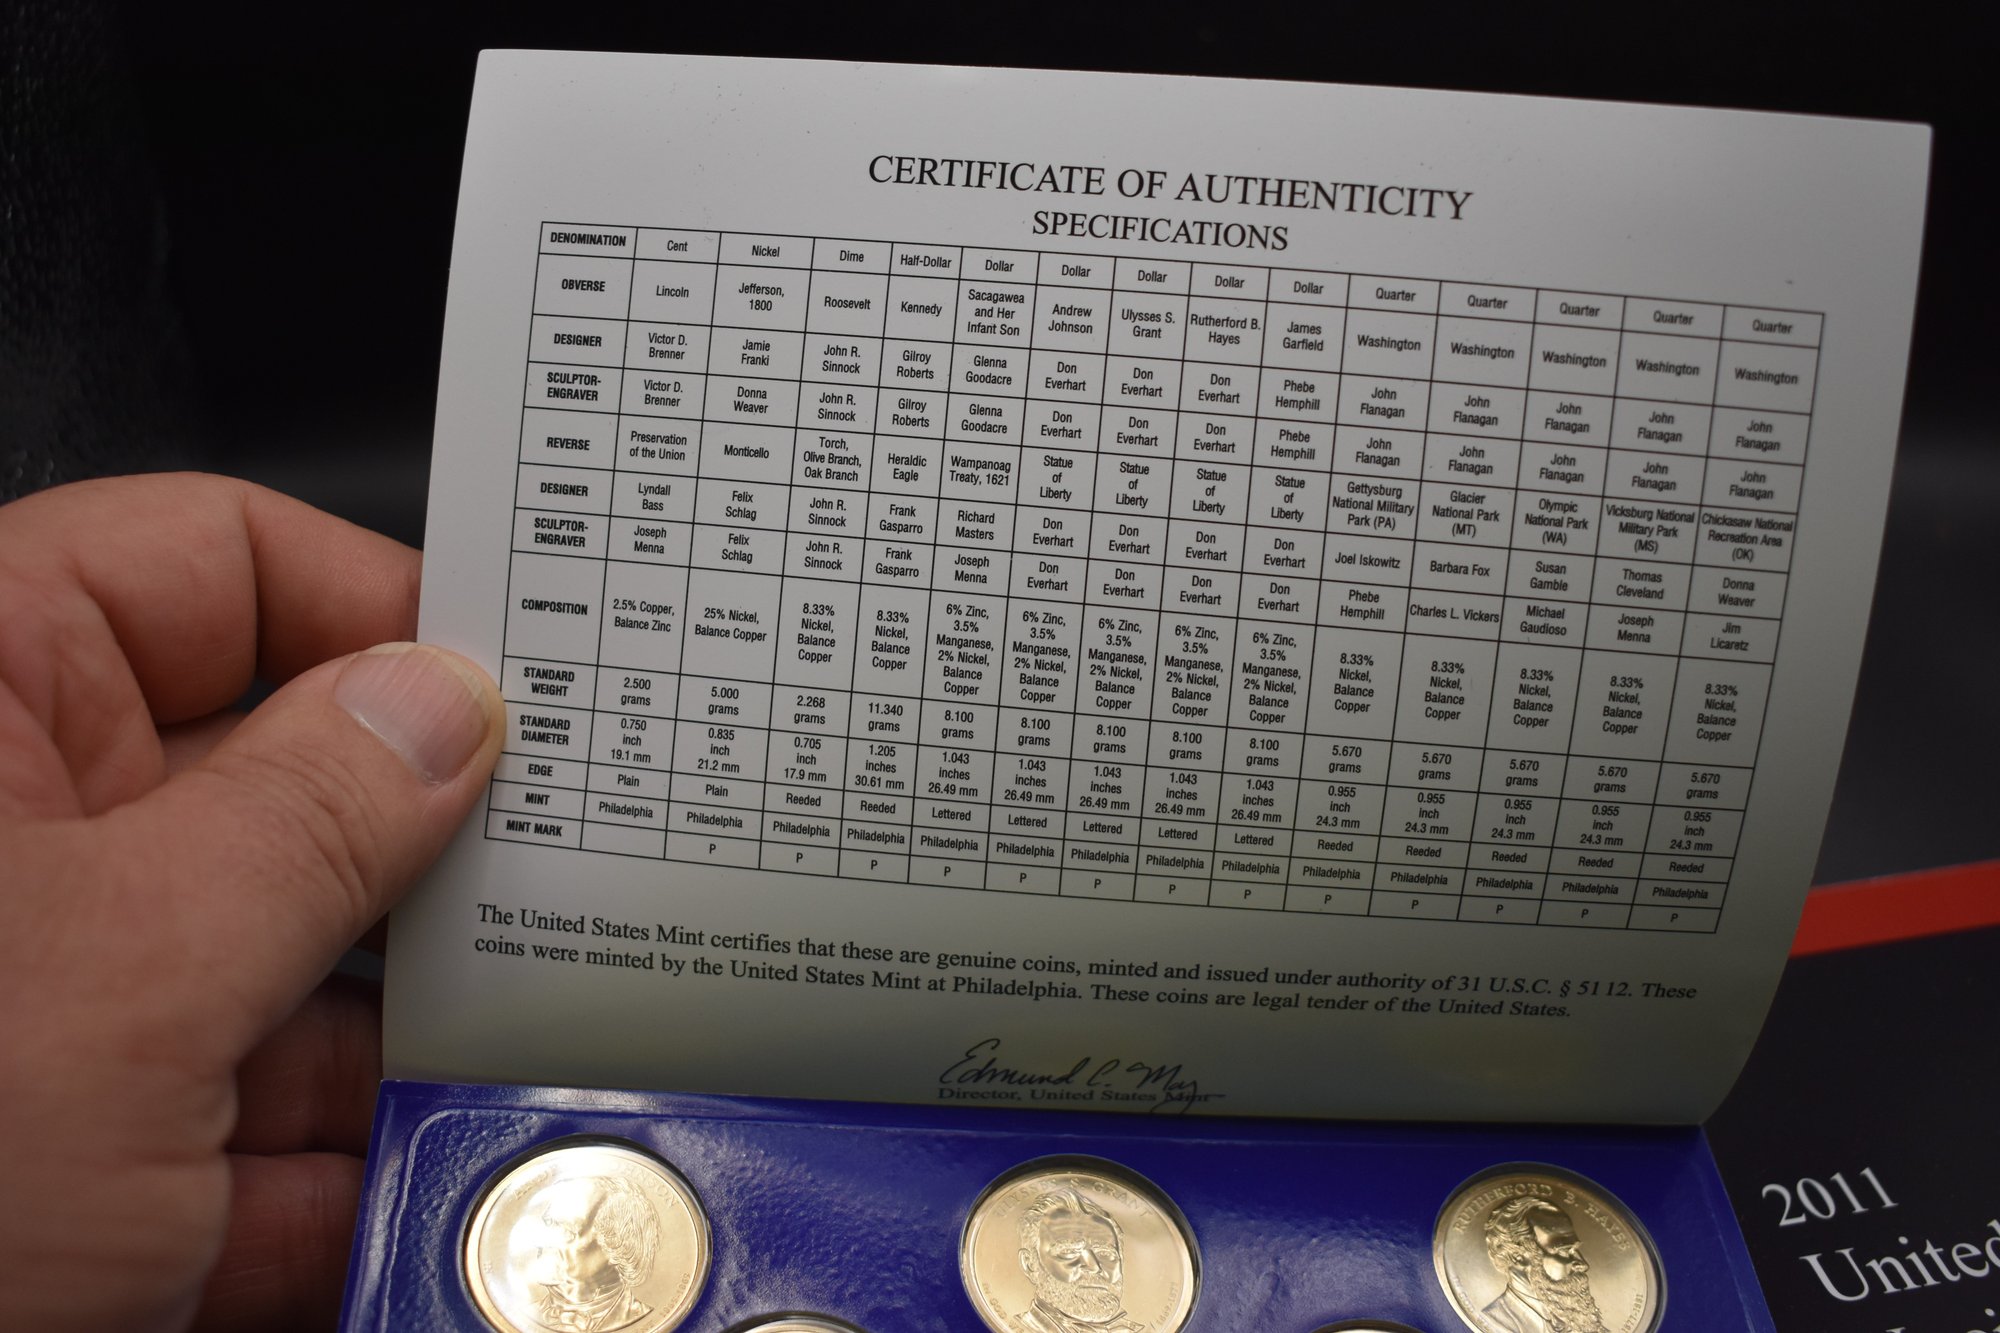 CERTIFICATE OF AUTHENTICITY
SPECIFICATIONS
DENOMINATION Cent Nickel Dime Half-Dollar Dollar Dollar Dollar Dollar Dollar Quarter Quarter Quarter Quarter Quarter
OBVERSE Lincoln Jefferson, 1800 Roosevelt Kennedy Sacagawea and Her Infant Son Andrew Johnson Ulysses S. Grant Rutherford B. Hayes James Garfield Washington Washington Washington Washington Washington
DESIGNER Victor D. Brenner Jamie Franki John R. Sinnock Gilroy Roberts Glenna Goodacre Don Everhart Don Everhart Don Everhart Phebe Hemphill John Flanagan John Flanagan John Flanagan John Flanagan John Flanagan
SCULPTOR-ENGRAVER Victor D. Brenner Donna Weaver John R. Sinnock Gilroy Roberts Glenna Goodacre Don Everhart Don Everhart Don Everhart Phebe Hemphill John Flanagan John Flanagan John Flanagan John Flanagan John Flanagan
REVERSE Preservation of the Union Monticello Torch, Olive Branch, Oak Branch Heraldic Eagle Wampanoag Treaty, 1621 Statue of Liberty Statue of Liberty Statue of Liberty Statue of Liberty Gettysburg National Military Park (PA) Glacier National Park (MT) Olympic National Park (WA) Vicksburg National Military Park (MS) Chickasaw National Recreation Area (OK)
DESIGNER Lyndall Bass Felix Schlag John R. Sinnock Frank Gasparro Richard Masters Don Everhart Don Everhart Don Everhart Don Everhart Joel Iskowitz Barbara Fox Susan Gamble Thomas Cleveland Donna Weaver
SCULPTOR-ENGRAVER Joseph Menna Felix Schlag John R. Sinnock Frank Gasparro Joseph Menna Don Everhart Don Everhart Don Everhart Don Everhart Phebe Hemphill Charles L. Vickers Michael Gaudioso Joseph Menna Jim Licaretz
COMPOSITION 2.5% Copper, Balance Zinc 25% Nickel, Balance Copper 8.33% Nickel, Balance Copper 8.33% Nickel, Balance Copper 6% Zinc, 3.5% Manganese, 2% Nickel, Balance Copper 6% Zinc, 3.5% Manganese, 2% Nickel, Balance Copper 6% Zinc, 3.5% Manganese, 2% Nickel, Balance Copper 6% Zinc, 3.5% Manganese, 2% Nickel, Balance Copper 6% Zinc, 3.5% Manganese, 2% Nickel, Balance Copper 8.33% Nickel, Balance Copper 8.33% Nickel, Balance Copper 8.33% Nickel, Balance Copper 8.33% Nickel, Balance Copper 8.33% Nickel, Balance Copper
STANDARD WEIGHT 2.500 grams 5.000 grams 2.268 grams 11.340 grams 8.100 grams 8.100 grams 8.100 grams 8.100 grams 8.100 grams 5.670 grams 5.670 grams 5.670 grams 5.670 grams 5.670 grams
STANDARD DIAMETER 0.750 inch 19.1 mm 0.835 inch 21.2 mm 0.705 inch 17.9 mm 1.205 inches 30.61 mm 1.043 inches 26.49 mm 1.043 inches 26.49 mm 1.043 inches 26.49 mm 1.043 inches 26.49 mm 1.043 inches 26.49 mm 0.955 inch 24.3 mm 0.955 inch 24.3 mm 0.955 inch 24.3 mm 0.955 inch 24.3 mm 0.955 inch 24.3 mm
EDGE Plain Plain Reeded Reeded Lettered Lettered Lettered Lettered Lettered Reeded Reeded Reeded Reeded Reeded
MINT Philadelphia Philadelphia Philadelphia Philadelphia Philadelphia Philadelphia Philadelphia Philadelphia Philadelphia Philadelphia Philadelphia Philadelphia Philadelphia Philadelphia
MINT MARK P P P P P P P P P P P P P
The United States Mint certifies that these are genuine coins, minted and issued under authority of 31 U.S.C. § 5112. These
coins were minted by the United States Mint at Philadelphia. These coins are legal tender of the United States.
Edmund C. Moy
Director, United States Mint
JOHNSON
ULYSSES S. GRANT
RUTHERFORD B. HAYES
2011
United